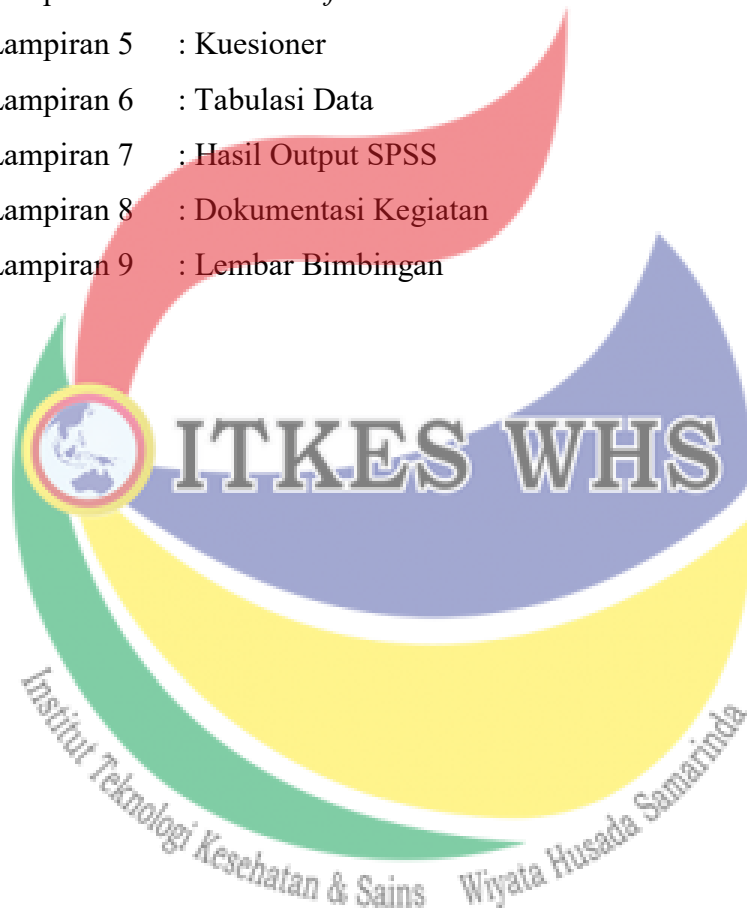 Lampiran 5 : Kuesioner
Lampiran 6 : Tabulasi Data
Lampiran 7 : Hasil Output SPSS
Lampiran 8 : Dokumentasi Kegiatan
Lampiran 9 : Lembar Bimbingan
ITKES WHS
Institut Teknologi Kesehatan & Sains Wiyata Husada Samarinda